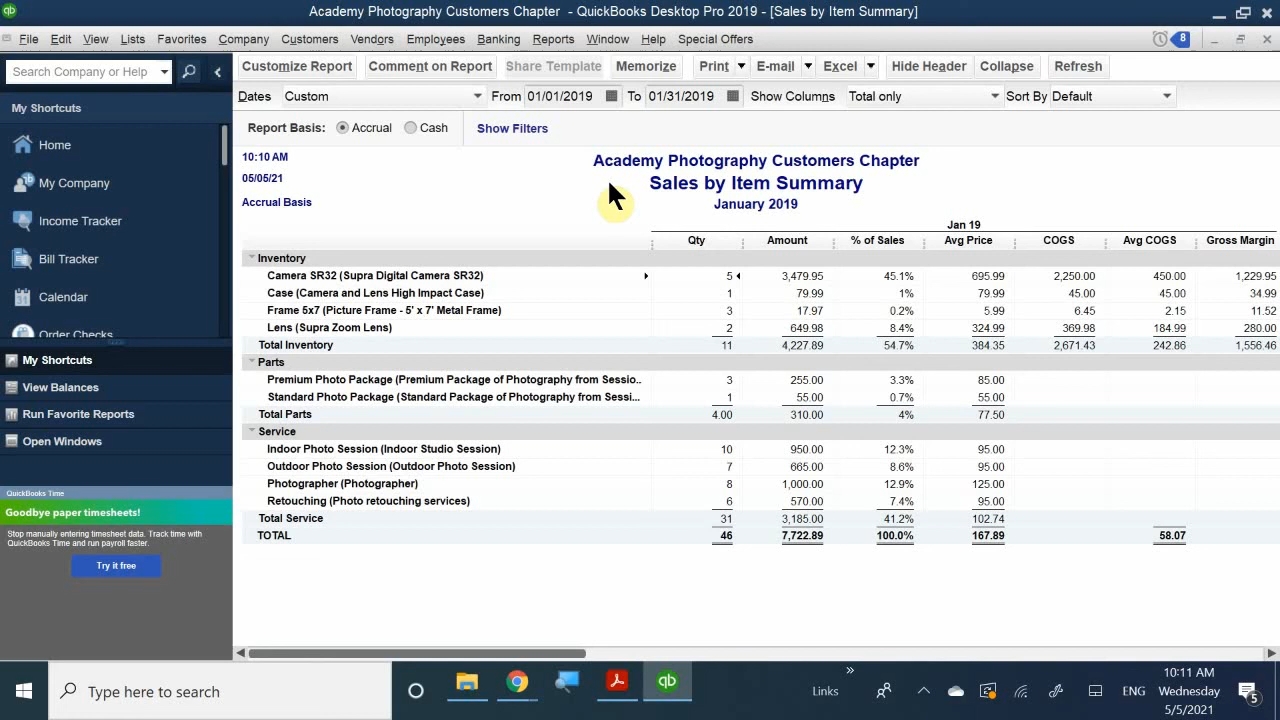 Academy Photography Customers Chapter - QuickBooks Desktop Pro 2019 - [Sales by Item Summary]
File Edit View Lists Favorites Company Customers Vendors Employees Banking Reports Window Help Special Offers 8
Search Company or Help Customize Report Comment on Report Share Template Memorize Print E-mail Excel Hide Header Collapse Refresh
Dates Custom From 01/01/2019 To 01/31/2019 Show Columns Total only Sort By Default
My Shortcuts
Home
My Company
Income Tracker
Bill Tracker
Calendar
Order Checks
My Shortcuts
View Balances
Run Favorite Reports
Open Windows
QuickBooks Time
Goodbye paper timesheets!
Stop manually entering timesheet data. Track time with
QuickBooks Time and run payroll faster.
Try it free
Report Basis: Accrual Cash Show Filters
10:10 AM
05/05/21
Accrual Basis
Academy Photography Customers Chapter
Sales by Item Summary
January 2019
Jan 19
Qty Amount % of Sales Avg Price COGS Avg COGS Gross Margin
Inventory
Camera SR32 (Supra Digital Camera SR32) 5 3,479.95 45.1% 695.99 2,250.00 450.00 1,229.95
Case (Camera and Lens High Impact Case) 1 79.99 1% 79.99 45.00 45.00 34.99
Frame 5x7 (Picture Frame - 5' x 7' Metal Frame) 3 17.97 0.2% 5.99 6.45 2.15 11.52
Lens (Supra Zoom Lens) 2 649.98 8.4% 324.99 369.98 184.99 280.00
Total Inventory 11 4,227.89 54.7% 384.35 2,671.43 242.86 1,556.46
Parts
Premium Photo Package (Premium Package of Photography from Sessio.. 3 255.00 3.3% 85.00
Standard Photo Package (Standard Package of Photography from Sessi... 1 55.00 0.7% 55.00
Total Parts 4.00 310.00 4% 77.50
Service
Indoor Photo Session (Indoor Studio Session) 10 950.00 12.3% 95.00
Outdoor Photo Session (Outdoor Photo Session) 7 665.00 8.6% 95.00
Photographer (Photographer) 8 1,000.00 12.9% 125.00
Retouching (Photo retouching services) 6 570.00 7.4% 95.00
Total Service 31 3,185.00 41.2% 102.74
TOTAL 46 7,722.89 100.0% 167.89 58.07
Type here to search
Links
ENG
10:11 AM
Wednesday
5/5/2021
5